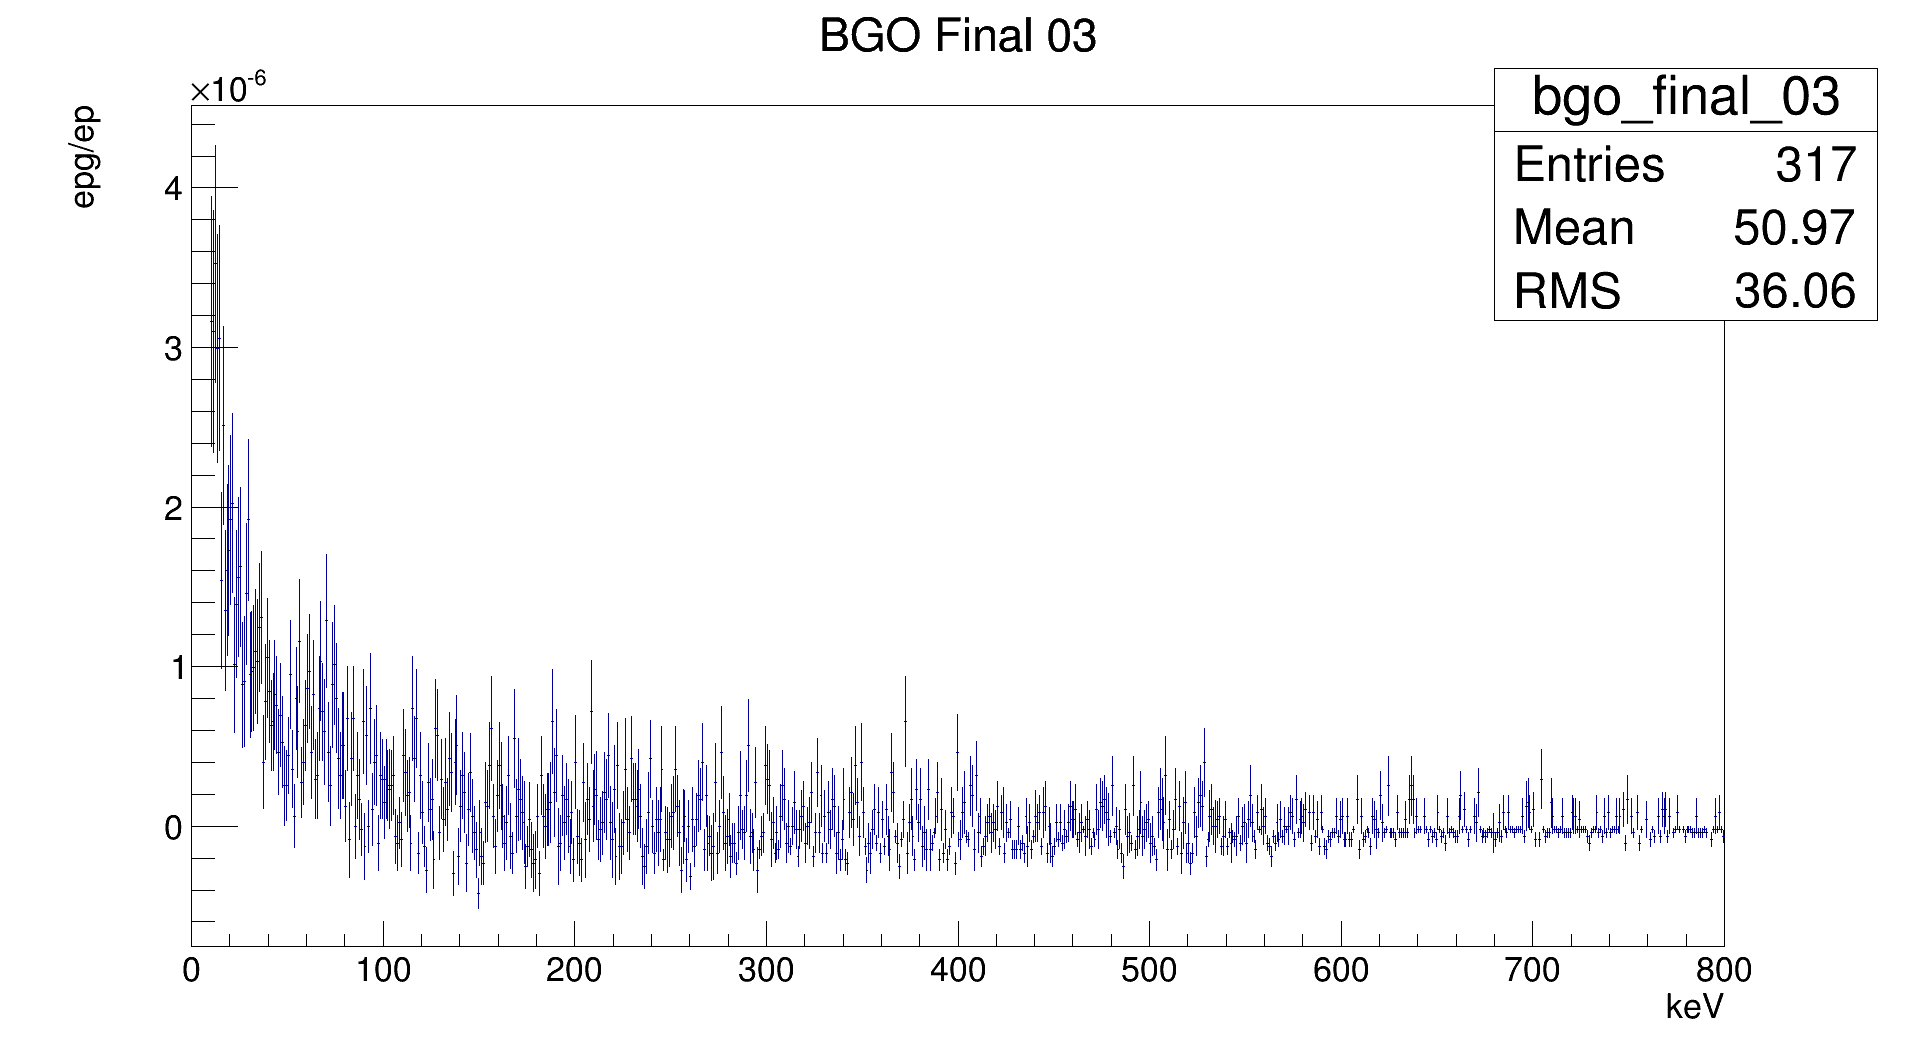 BGO Final 03
×10-6
epg/ep
bgo_final_03
Entries 317
Mean 50.97
RMS 36.06
4
3
2
1
0
0 100 200 300 400 500 600 700 800
keV